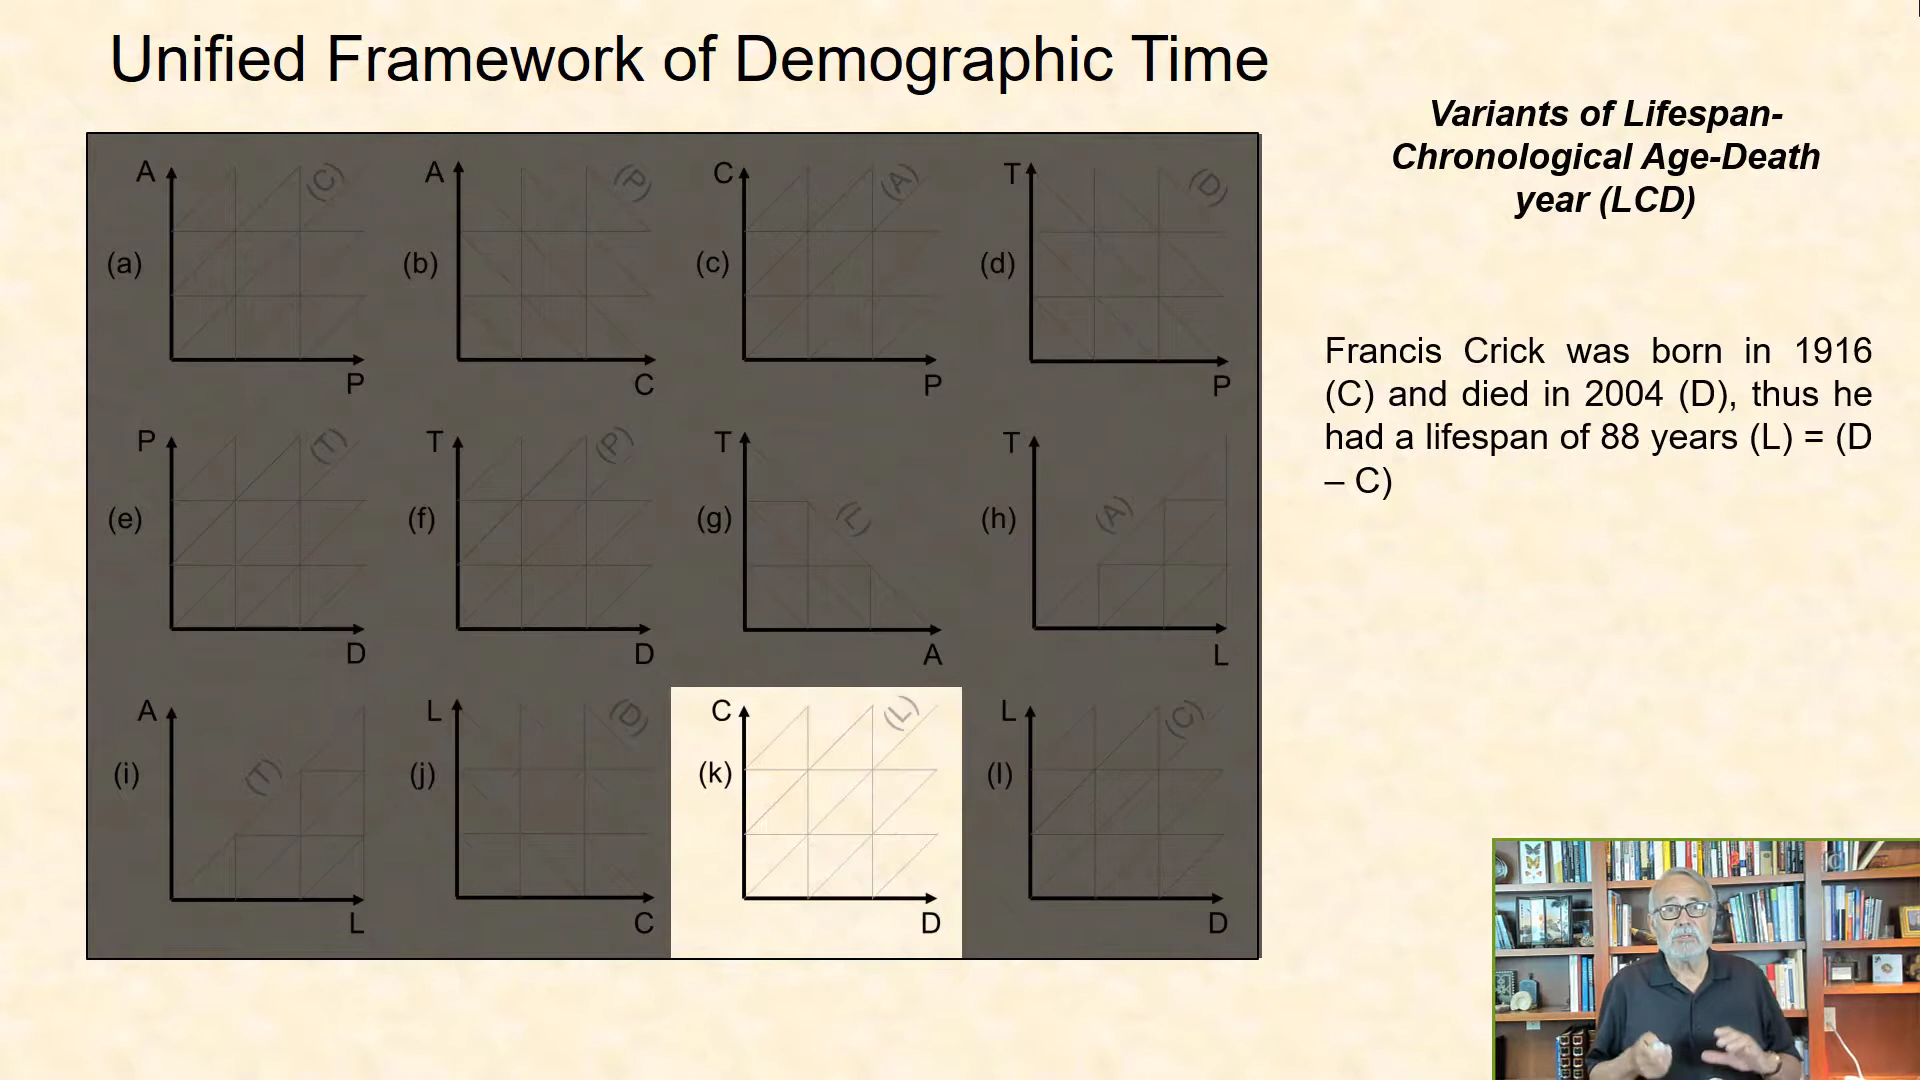 Unified Framework of Demographic Time
Variants of Lifespan-
Chronological Age-Death
year (LCD)
Francis Crick was born in 1916
(C) and died in 2004 (D), thus he
had a lifespan of 88 years (L) = (D
– C)
A (C) (a) P
A (P) (b) C
C (A) (c) P
T (D) (d) P
P (T) (e) D
T (P) (f) D
T (L) (g) A
T (A) (h) L
A (T) (i) L
L (D) (j) C
C (L) (k) D
L (C) (l) D